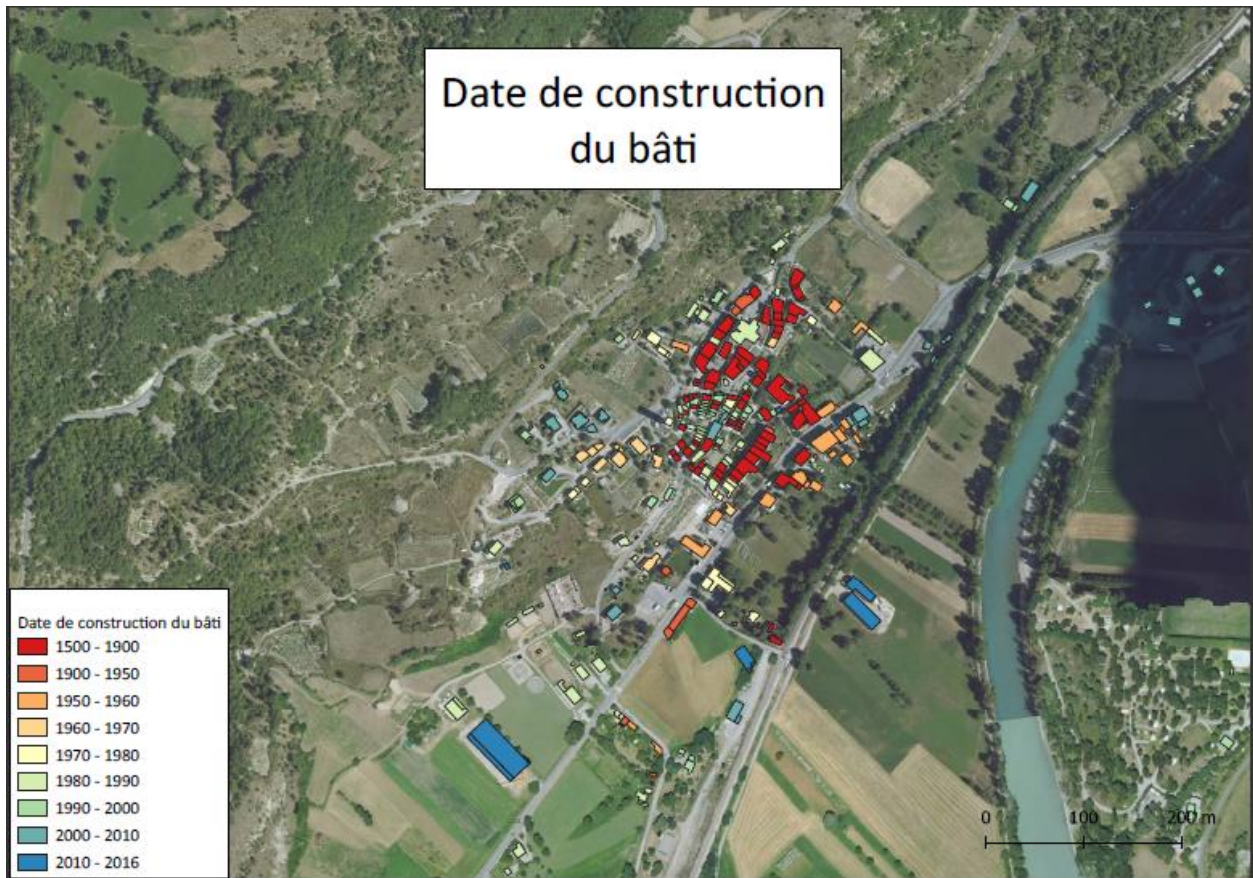 Date de construction
du bâti
Date de construction du bâti
1500 - 1900
1900 - 1950
1950 - 1960
1960 - 1970
1970 - 1980
1980 - 1990
1990 - 2000
2000 - 2010
2010 - 2016
0 100 200 m